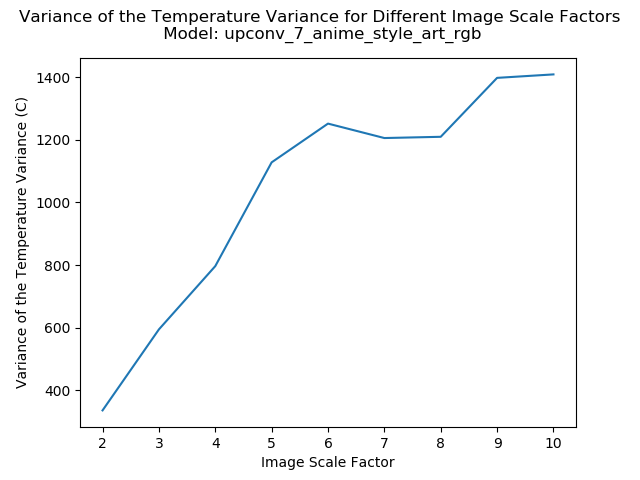 Variance of the Temperature Variance for Different Image Scale Factors
Model: upconv_7_anime_style_art_rgb
Variance of the Temperature Variance (C)
1400
1200
1000
800
600
400
2 3 4 5 6 7 8 9 10
Image Scale Factor